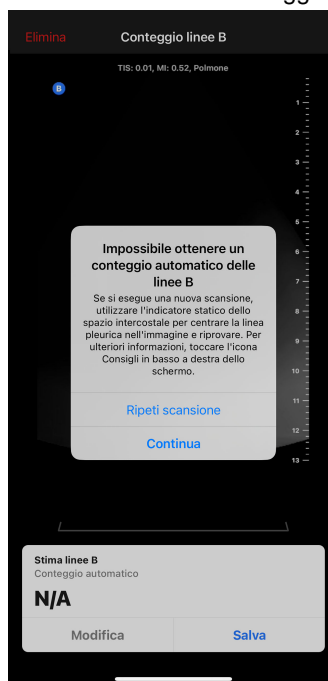 Elimina
Conteggio linee B
TIS: 0.01, MI: 0.52, Polmone
B
1
2
3
4
5
6
7
8
9
10
11
12
13
Impossibile ottenere un
conteggio automatico delle
linee B
Se si esegue una nuova scansione,
utilizzare l'indicatore statico dello
spazio intercostale per centrare la linea
pleurica nell'immagine e riprovare. Per
ulteriori informazioni, toccare l'icona
Consigli in basso a destra dello
schermo.
Ripeti scansione
Continua
Stima linee B
Conteggio automatico
N/A
Modifica
Salva